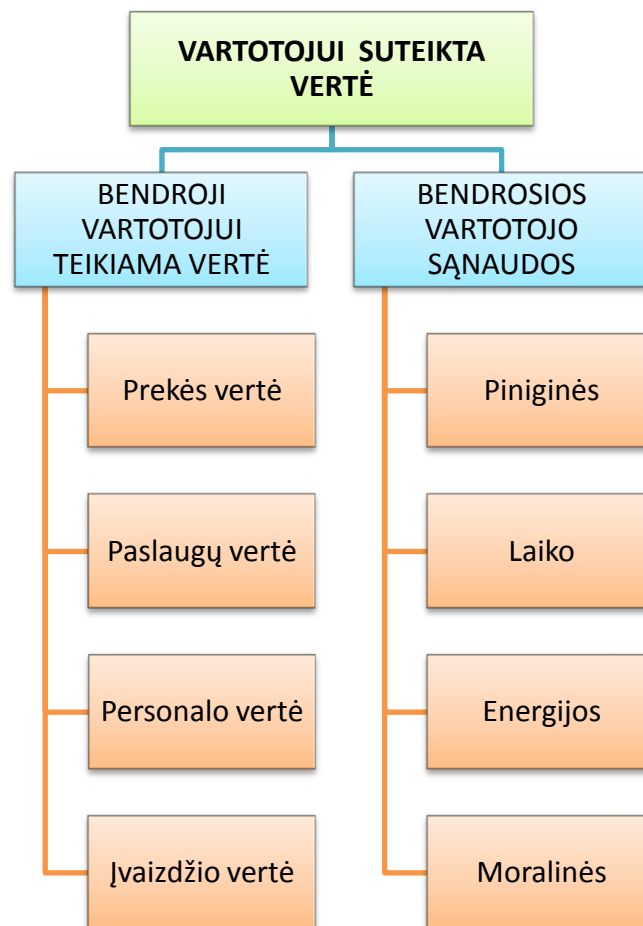 VARTOTOJUI SUTEIKTA
VERTĖ
BENDROJI
VARTOTOJUI
TEIKIAMA VERTĖ
Prekės vertė
Paslaugų vertė
Personalo vertė
Įvaizdžio vertė
BENDROSIOS
VARTOTOJO
SĄNAUDOS
Piniginės
Laiko
Energijos
Moralinės